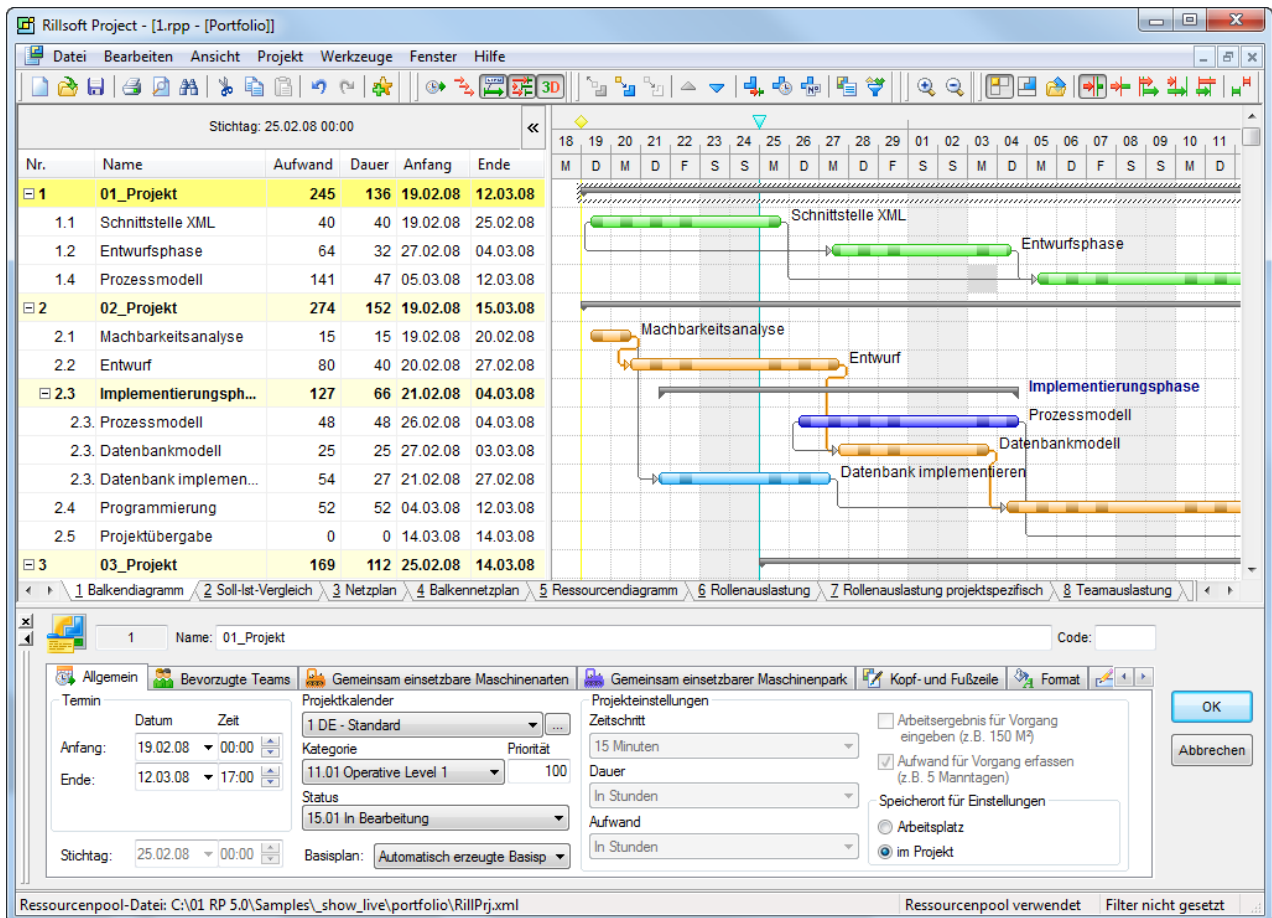 Rillsoft Project - [1.rpp - [Portfolio]]
Datei Bearbeiten Ansicht Projekt Werkzeuge Fenster Hilfe
3D Nº
Stichtag: 25.02.08 00:00 «
18 19 20 21 22 23 24 25 26 27 28 29 01 02 03 04 05 06 07 08 09 10 11
Nr. Name Aufwand Dauer Anfang Ende M D M D F S S M D M D F S S M D M D F S S M D
1 01_Projekt 245 136 19.02.08 12.03.08
1.1 Schnittstelle XML 40 40 19.02.08 25.02.08 Schnittstelle XML
1.2 Entwurfsphase 64 32 27.02.08 04.03.08 Entwurfsphase
1.4 Prozessmodell 141 47 05.03.08 12.03.08
2 02_Projekt 274 152 19.02.08 15.03.08
2.1 Machbarkeitsanalyse 15 15 19.02.08 20.02.08 Machbarkeitsanalyse
2.2 Entwurf 80 40 20.02.08 27.02.08 Entwurf
2.3 Implementierungsph... 127 66 21.02.08 04.03.08 Implementierungsphase
2.3. Prozessmodell 48 48 26.02.08 04.03.08 Prozessmodell
2.3. Datenbankmodell 25 25 27.02.08 03.03.08 Datenbankmodell
2.3. Datenbank implemen... 54 27 21.02.08 27.02.08 Datenbank implementieren
2.4 Programmierung 52 52 04.03.08 12.03.08
2.5 Projektübergabe 0 0 14.03.08 14.03.08
3 03_Projekt 169 112 25.02.08 14.03.08
1 Balkendiagramm 2 Soll-Ist-Vergleich 3 Netzplan 4 Balkennetzplan 5 Ressourcendiagramm 6 Rollenauslastung 7 Rollenauslastung projektspezifisch 8 Teamauslastung
1 Name: 01_Projekt Code:
Allgemein Bevorzugte Teams Gemeinsam einsetzbare Maschinenarten Gemeinsam einsetzbarer Maschinenpark Kopf- und Fußzeile Format
Termin
Datum Zeit
Anfang: 19.02.08 00:00
Ende: 12.03.08 17:00
Stichtag: 25.02.08 00:00
Projektkalender
1 DE - Standard ...
Kategorie Priorität
11.01 Operative Level 1 100
Status
15.01 In Bearbeitung
Basisplan: Automatisch erzeugte Basisp
Projekteinstellungen
Zeitschritt
15 Minuten
Dauer
In Stunden
Aufwand
In Stunden
Arbeitsergebnis für Vorgang
eingeben (z.B. 150 M²)
Aufwand für Vorgang erfassen
(z.B. 5 Manntagen)
Speicherort für Einstellungen
Arbeitsplatz
im Projekt
OK
Abbrechen
Ressourcenpool-Datei: C:\01 RP 5.0\Samples\_show_live\portfolio\RillPrj.xml Ressourcenpool verwendet Filter nicht gesetzt